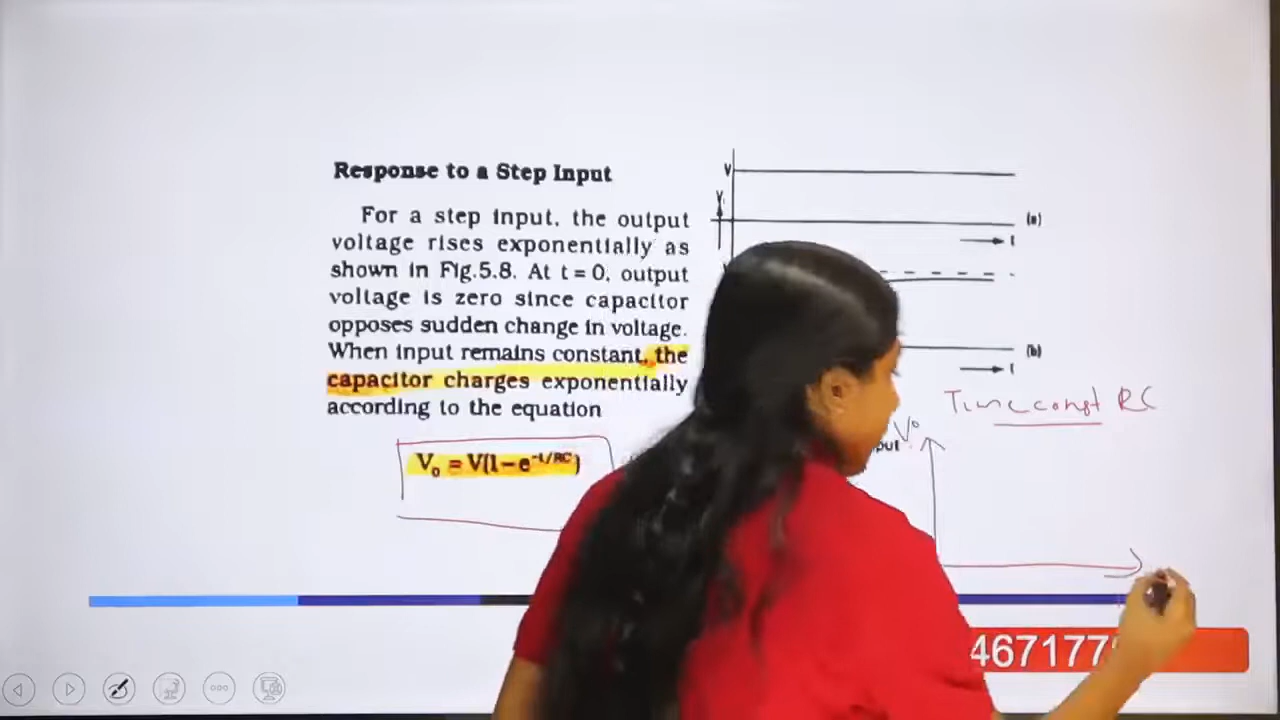 Response to a Step Input
For a step input, the output
voltage rises exponentially as
shown in Fig.5.8. At t = 0, output
voltage is zero since capacitor
opposes sudden change in voltage.
When input remains constant, the
capacitor charges exponentially
according to the equation
V₀ = V(1-e^-t/RC)
V
Vᵢ
(a)
t
(b)
t
Time const RC
V₀